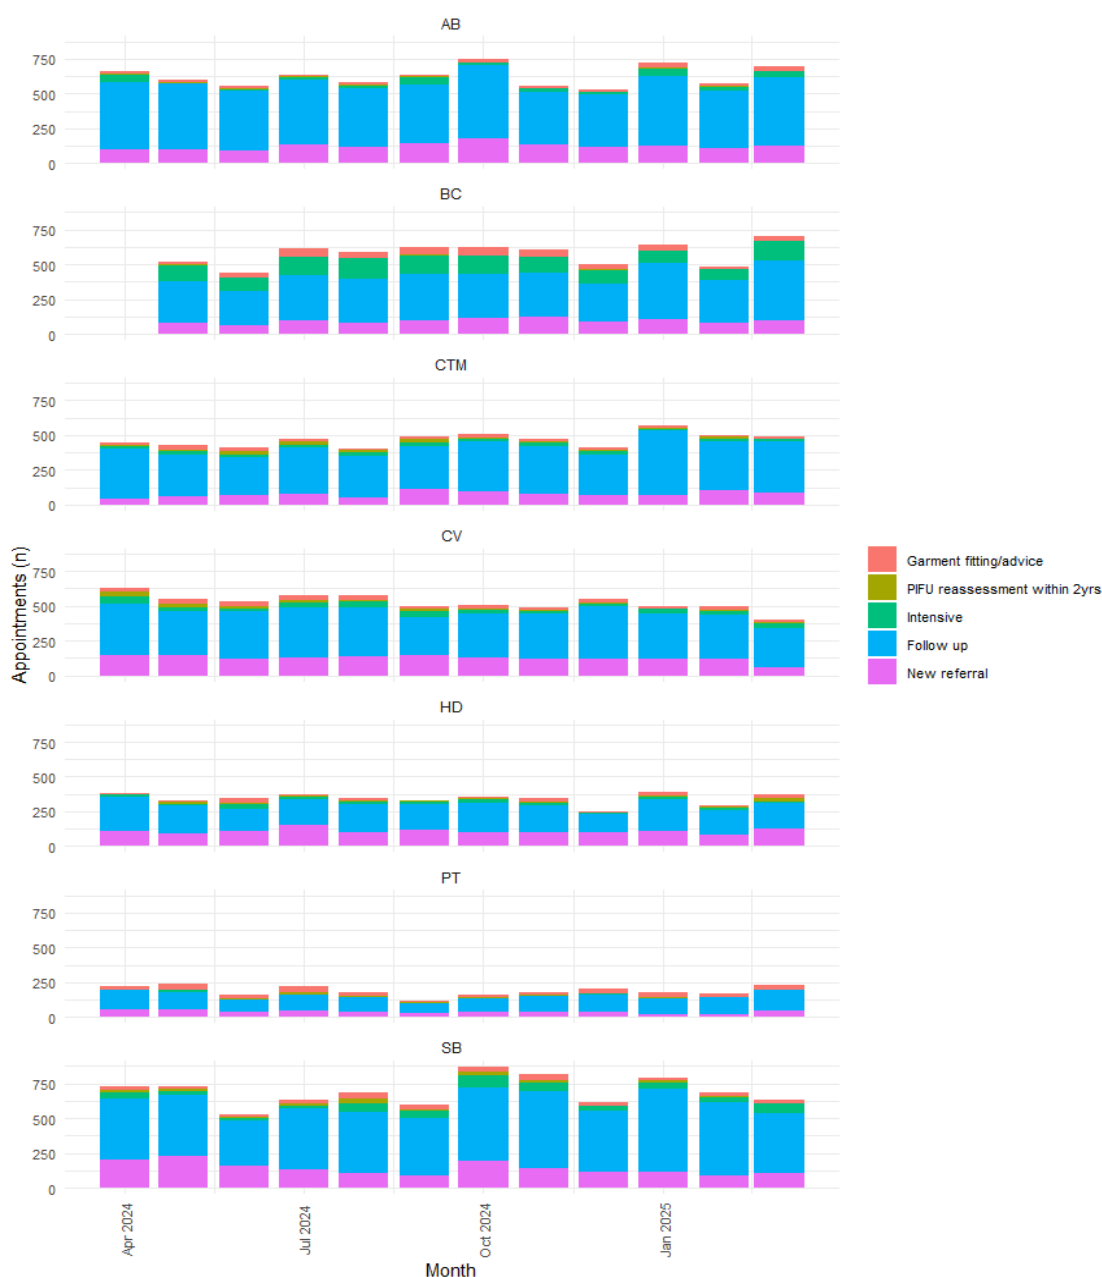 AB
750
500
250
0
BC
750
500
250
0
CTM
750
500
250
0
CV
750
500
250
0
HD
750
500
250
0
PT
750
500
250
0
SB
750
500
250
0
Apr 2024
Jul 2024
Oct 2024
Jan 2025
Month
Appointments (n)
Garment fitting/advice
PIFU reassessment within 2yrs
Intensive
Follow up
New referral